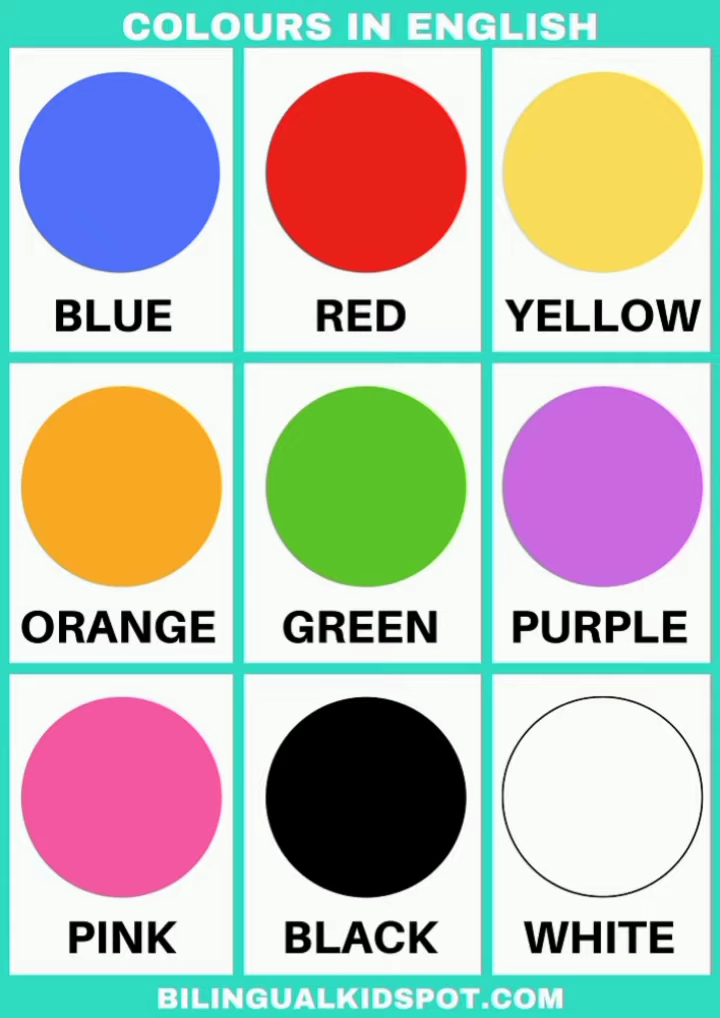 COLOURS IN ENGLISH
BLUE
RED
YELLOW
ORANGE
GREEN
PURPLE
PINK
BLACK
WHITE
BILINGUALKIDSPOT.COM